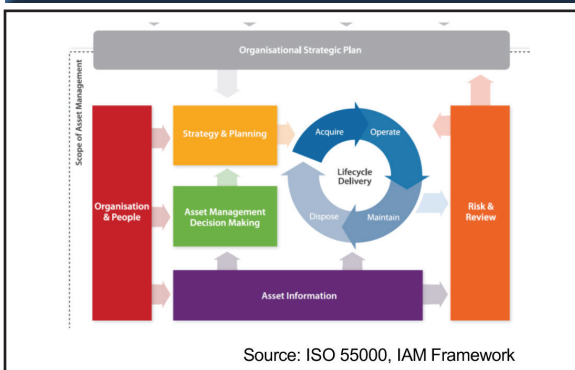 Organisational Strategic Plan
Scope of Asset Management
Strategy & Planning
Acquire
Operate
Lifecycle
Delivery
Organisation
& People
Asset Management
Decision Making
Dispose
Maintain
Risk &
Review
Asset Information
Source: ISO 55000, IAM Framework